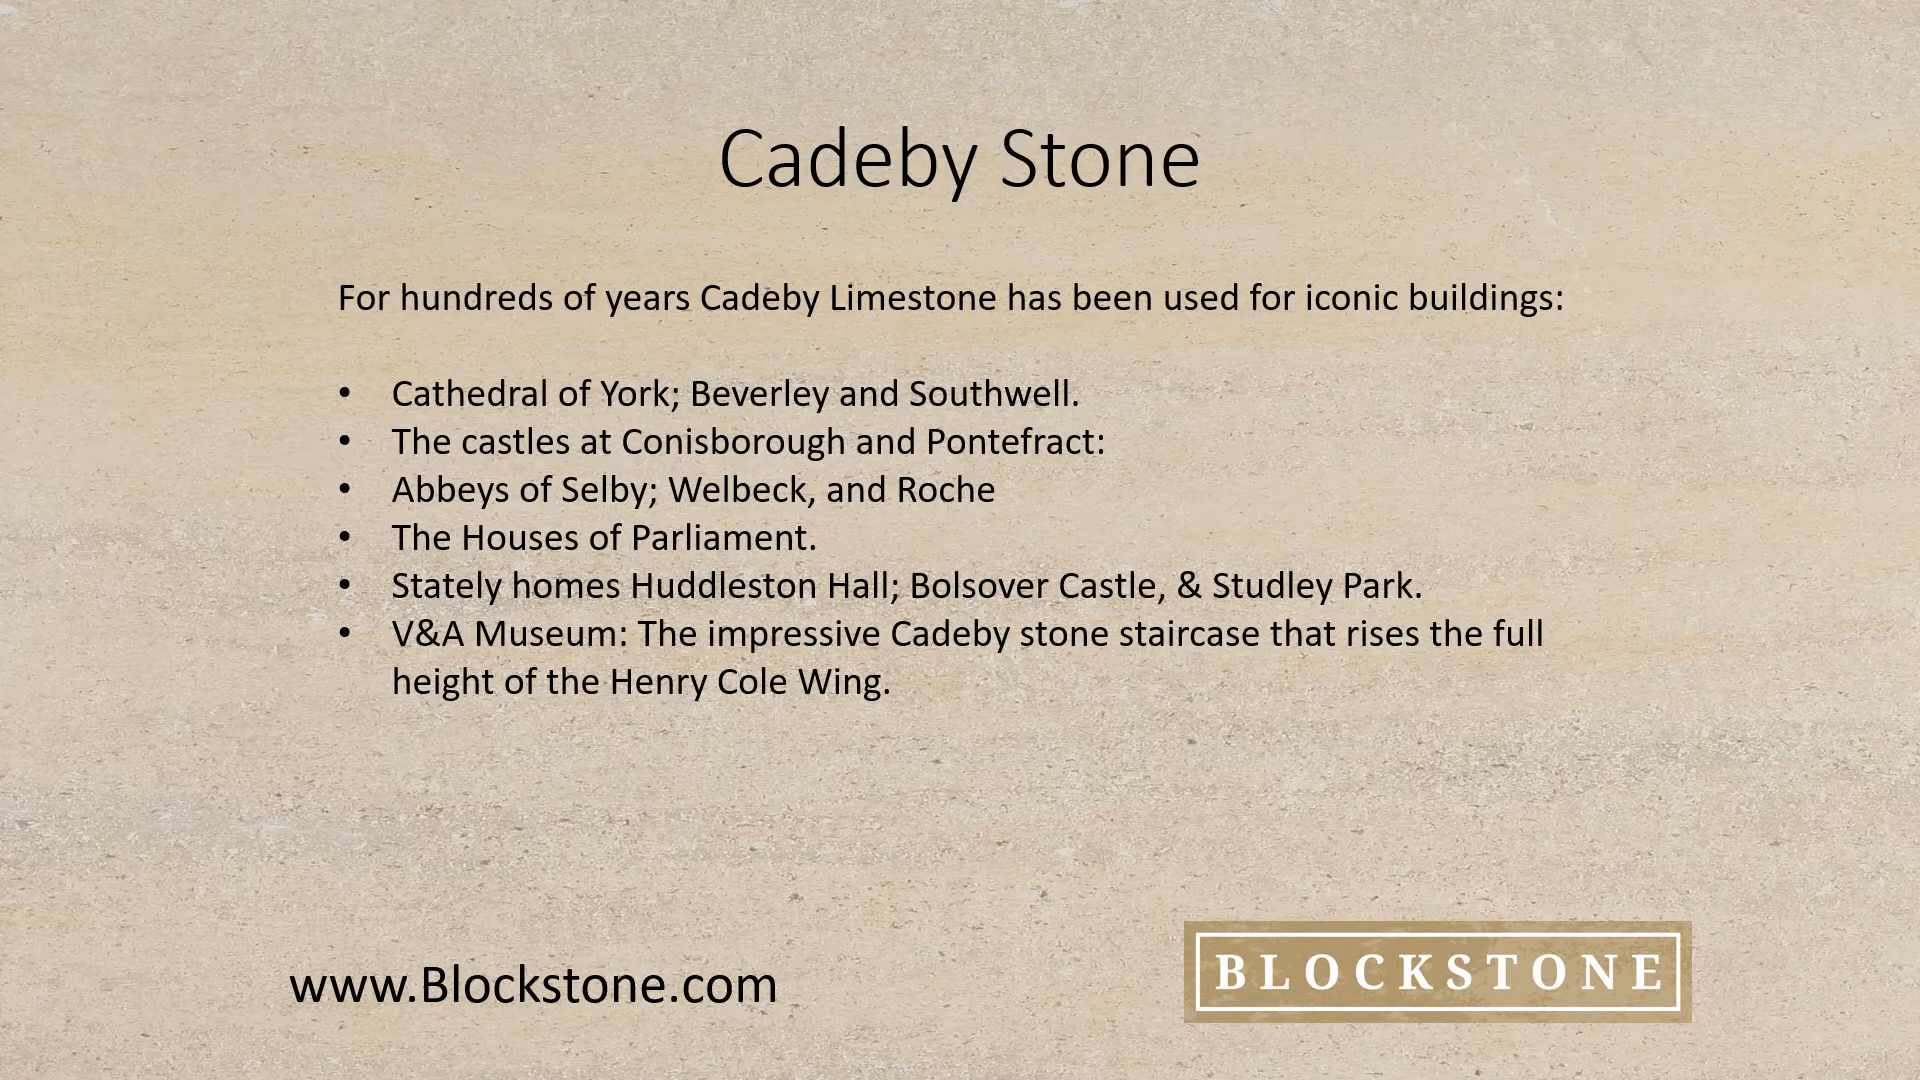 Cadeby Stone
For hundreds of years Cadeby Limestone has been used for iconic buildings:
• Cathedral of York; Beverley and Southwell.
• The castles at Conisborough and Pontefract:
• Abbeys of Selby; Welbeck, and Roche
• The Houses of Parliament.
• Stately homes Huddleston Hall; Bolsover Castle, & Studley Park.
• V&A Museum: The impressive Cadeby stone staircase that rises the full
height of the Henry Cole Wing.
www.Blockstone.com
BLOCKSTONE